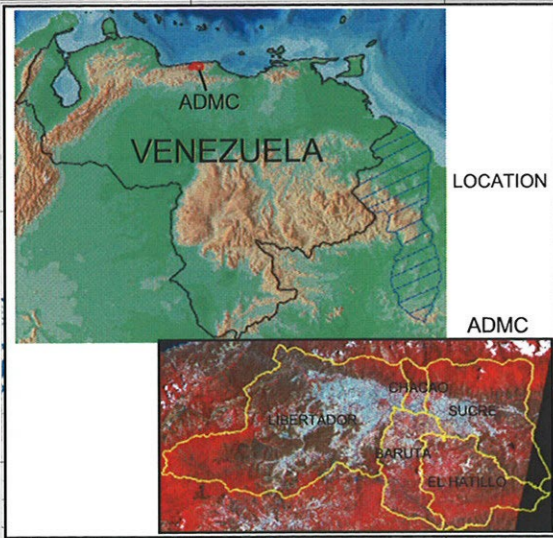 ADMC
VENEZUELA
LOCATION
ADMC
CHACAO
SUCRE
LIBERTADOR
BARUTA
EL HATILLO